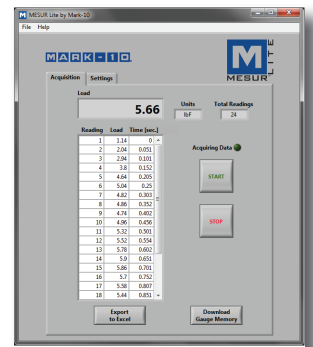 MESUR Lite by Mark-10
File Help
MARK-10
M
LITE
MESUR
Acquisition Settings
Load
5.66
Units
lbF
Total Readings
24
Reading Load Time (sec.)
1 1.14 0
2 2.04 0.051
3 2.94 0.101
4 3.8 0.152
5 4.64 0.205
6 5.04 0.25
7 4.82 0.303
8 4.86 0.352
9 4.74 0.402
10 4.96 0.456
11 5.32 0.501
12 5.52 0.554
13 5.78 0.602
14 5.9 0.651
15 5.86 0.701
16 5.7 0.752
17 5.58 0.807
18 5.44 0.851
Acquiring Data
START
STOP
Export
to Excel
Download
Gauge Memory